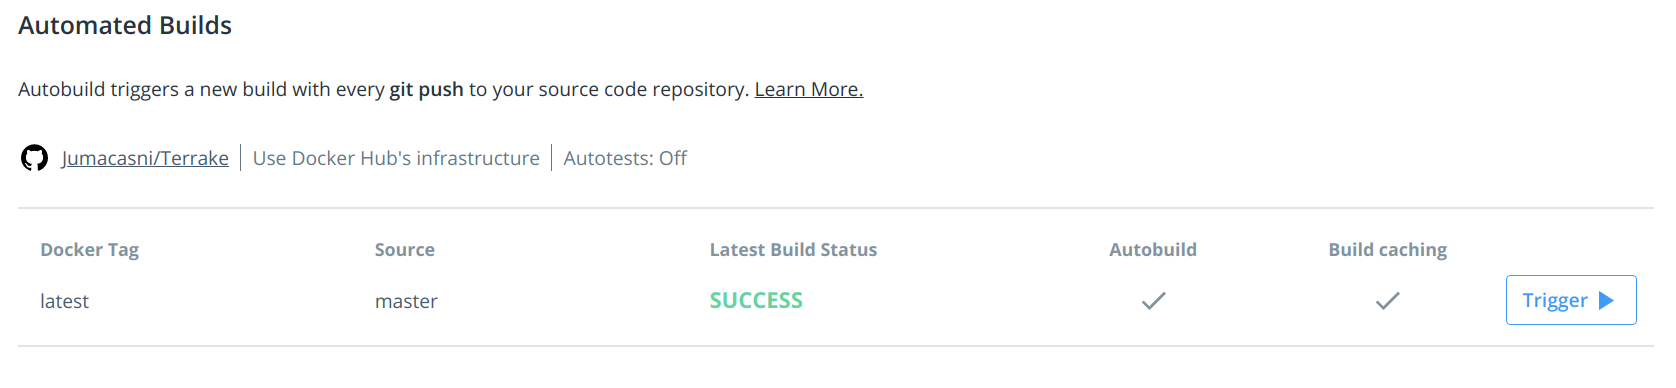 Automated Builds
Autobuild triggers a new build with every git push to your source code repository. Learn More.
Jumacasni/Terrake Use Docker Hub's infrastructure Autotests: Off
Docker Tag Source Latest Build Status Autobuild Build caching
latest master SUCCESS Trigger